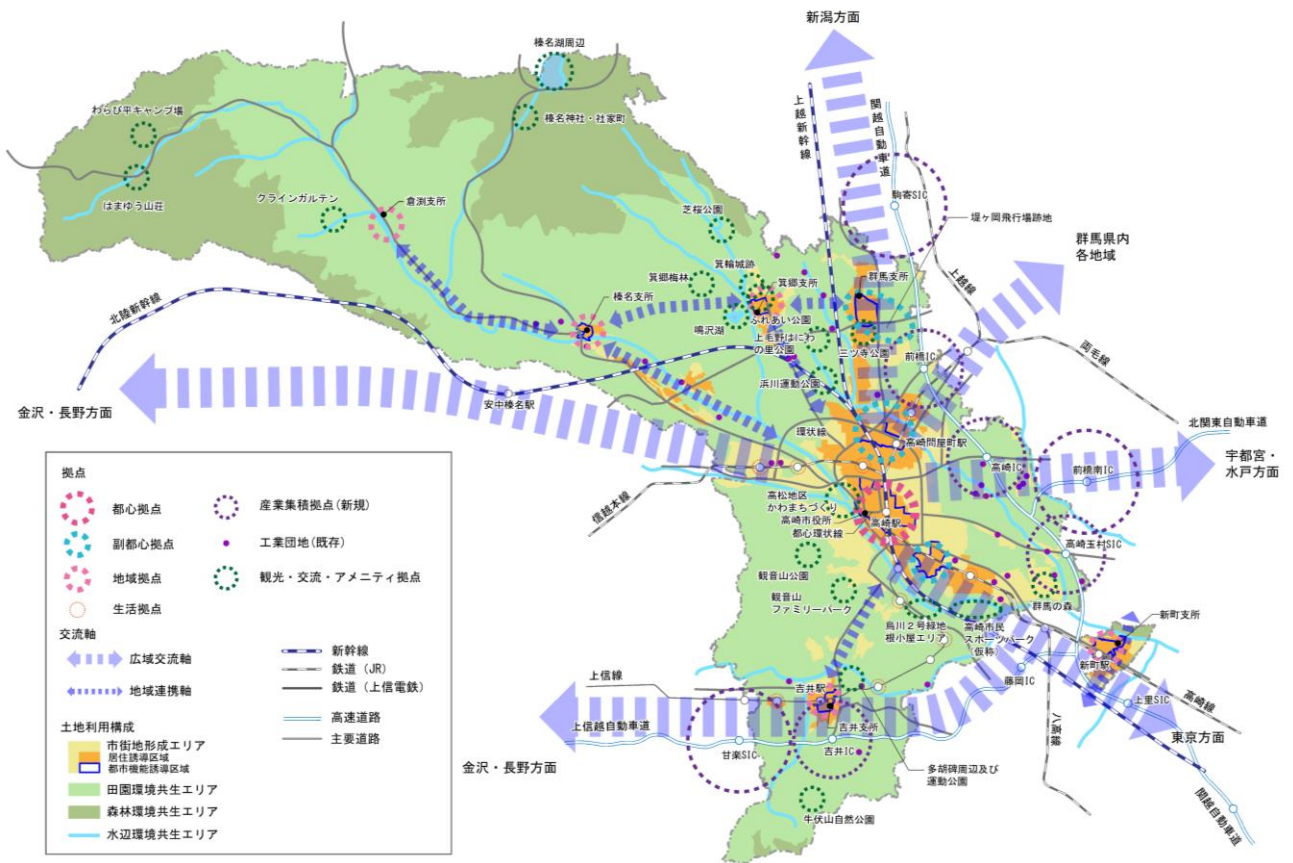 新潟方面
榛名湖周辺
上越新幹線
関越自動車道
わらび平キャンプ場
榛名神社・社家町
駒寄SIC
はまゆう山荘
クラインガルテン
倉渕支所
芝桜公園
堤ヶ岡飛行場跡地
群馬県内
各地域
上越線
箕輪城跡
箕郷梅林
箕郷支所
群馬支所
北陸新幹線
榛名支所
ふれあい公園
鳴沢湖
上毛野はにわ
の里公園
三ツ寺公園
前橋IC
両毛線
浜川運動公園
安中榛名駅
金沢・長野方面
環状線
高崎問屋町駅
北関東自動車道
宇都宮・
水戸方面
高崎IC
前橋南IC
信越本線
高松地区
かわまちづくり
高崎市役所
高崎駅
都心環状線
高崎玉村SIC
観音山公園
観音山
ファミリーパーク
群馬の森
烏川2号緑地
根小屋エリア
高崎市民
スポーツパーク
(仮称)
新町支所
新町駅
藤岡IC
上信線
吉井駅
上里SIC
高崎線
上信越自動車道
吉井支所
八高線
東京方面
金沢・長野方面
甘楽SIC
吉井IC
多胡碑周辺及び
運動公園
牛伏山自然公園
関越自動車道
拠点
都心拠点
産業集積拠点(新規)
副都心拠点
工業団地(既存)
地域拠点
観光・交流・アメニティ拠点
生活拠点
交流軸
広域交流軸
新幹線
鉄道(JR)
地域連携軸
鉄道(上信電鉄)
高速道路
主要道路
土地利用構成
市街地形成エリア
居住誘導区域
都市機能誘導区域
田園環境共生エリア
森林環境共生エリア
水辺環境共生エリア